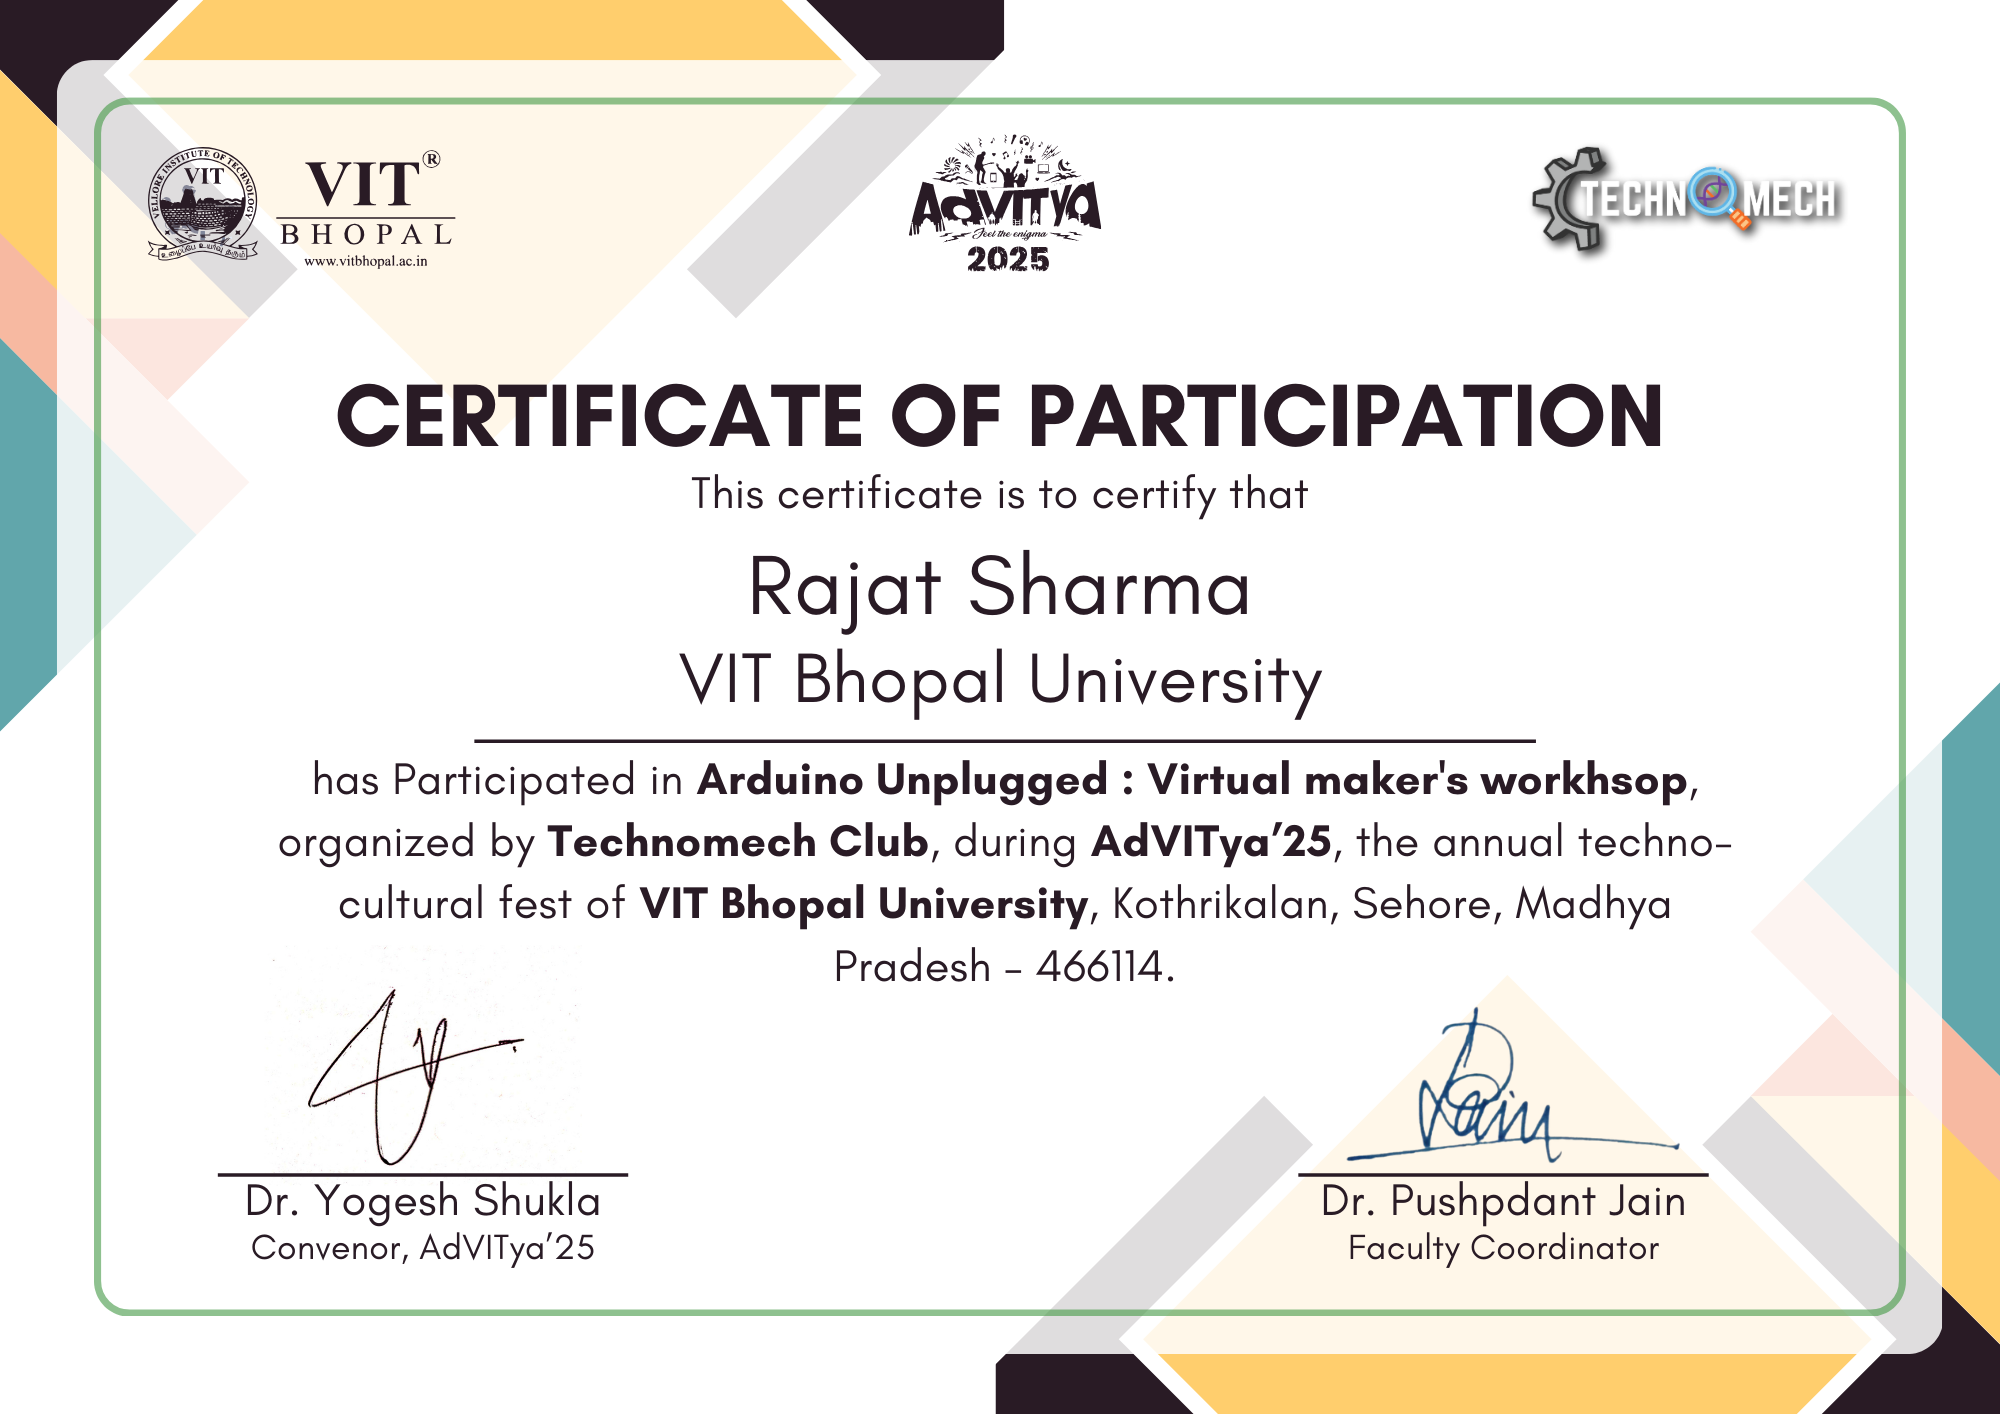 VELLORE INSTITUTE OF TECHNOLOGY
VIT
VIT®
BHOPAL
www.vitbhopal.ac.in
AdVITYa
Feel the enigma
2025
TECHNOMECH
CERTIFICATE OF PARTICIPATION
This certificate is to certify that
Rajat Sharma
VIT Bhopal University
has Participated in Arduino Unplugged : Virtual maker's workhsop,
organized by Technomech Club, during AdVITya’25, the annual techno-
cultural fest of VIT Bhopal University, Kothrikalan, Sehore, Madhya
Pradesh - 466114.
Jain
Dr. Yogesh Shukla
Convenor, AdVITya’25
Dr. Pushpdant Jain
Faculty Coordinator